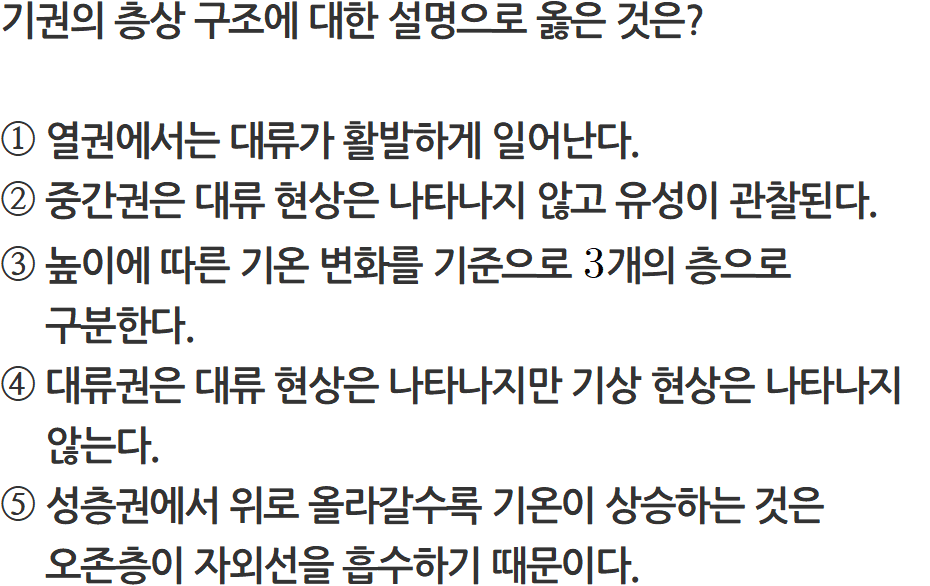 기권의 층상 구조에 대한 설명으로 옳은 것은?
① 열권에서는 대류가 활발하게 일어난다.
② 중간권은 대류 현상은 나타나지 않고 유성이 관찰된다.
③ 높이에 따른 기온 변화를 기준으로 3개의 층으로
구분한다.
④ 대류권은 대류 현상은 나타나지만 기상 현상은 나타나지
않는다.
⑤ 성층권에서 위로 올라갈수록 기온이 상승하는 것은
오존층이 자외선을 흡수하기 때문이다.